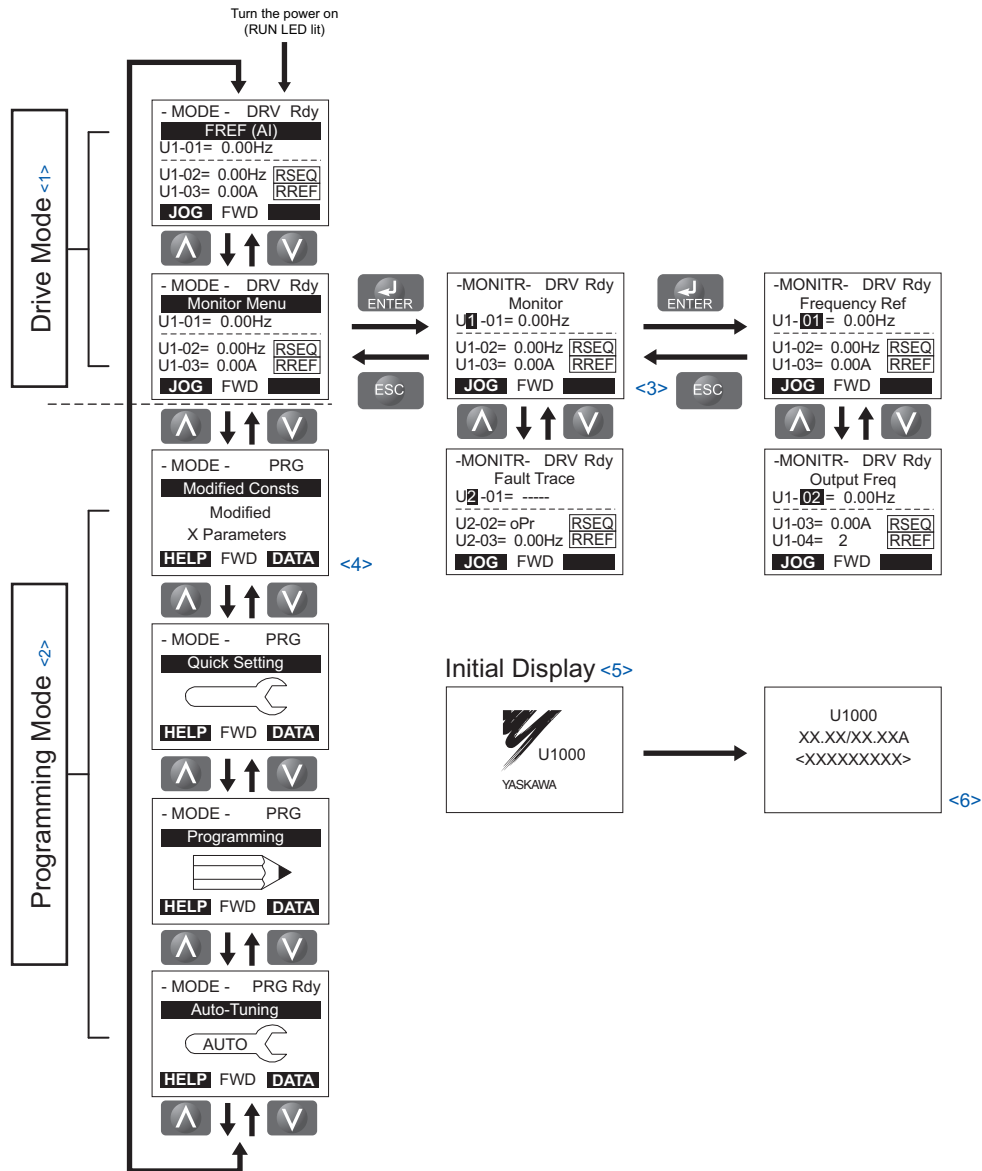 Turn the power on
(RUN LED lit)
Drive Mode <1>
- MODE - DRV Rdy
FREF (AI)
U1-01= 0.00Hz
U1-02= 0.00Hz RSEQ
U1-03= 0.00A RREF
JOG FWD
- MODE - DRV Rdy
Monitor Menu
U1-01= 0.00Hz
U1-02= 0.00Hz RSEQ
U1-03= 0.00A RREF
JOG FWD
ENTER
ESC
-MONITR- DRV Rdy
Monitor
U1 -01= 0.00Hz
U1-02= 0.00Hz RSEQ
U1-03= 0.00A RREF
JOG FWD
<3>
ENTER
ESC
-MONITR- DRV Rdy
Frequency Ref
U1- 01 = 0.00Hz
U1-02= 0.00Hz RSEQ
U1-03= 0.00A RREF
JOG FWD
-MONITR- DRV Rdy
Fault Trace
U2 -01= -----
U2-02= oPr RSEQ
U2-03= 0.00Hz RREF
JOG FWD
-MONITR- DRV Rdy
Output Freq
U1- 02 = 0.00Hz
U1-03= 0.00A RSEQ
U1-04= 2 RREF
JOG FWD
Programming Mode <2>
- MODE - PRG
Modified Consts
Modified
X Parameters
HELP FWD DATA
<4>
- MODE - PRG
Quick Setting
HELP FWD DATA
- MODE - PRG
Programming
HELP FWD DATA
- MODE - PRG Rdy
Auto-Tuning
AUTO
HELP FWD DATA
Initial Display <5>
U1000
YASKAWA
U1000
XX.XX/XX.XXA
<XXXXXXXXX>
<6>